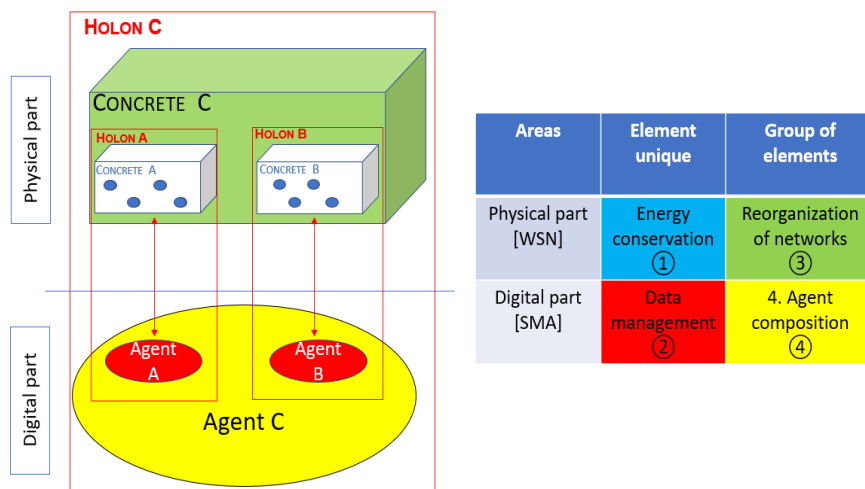 HOLON C
Physical part
CONCRETE C
HOLON A
HOLON B
CONCRETE A
CONCRETE B
Digital part
Agent
A
Agent
B
Agent C
Areas
Element
unique
Group of
elements
Physical part
[WSN]
Energy
conservation
①
Reorganization
of networks
③
Digital part
[SMA]
Data
management
②
4. Agent
composition
④